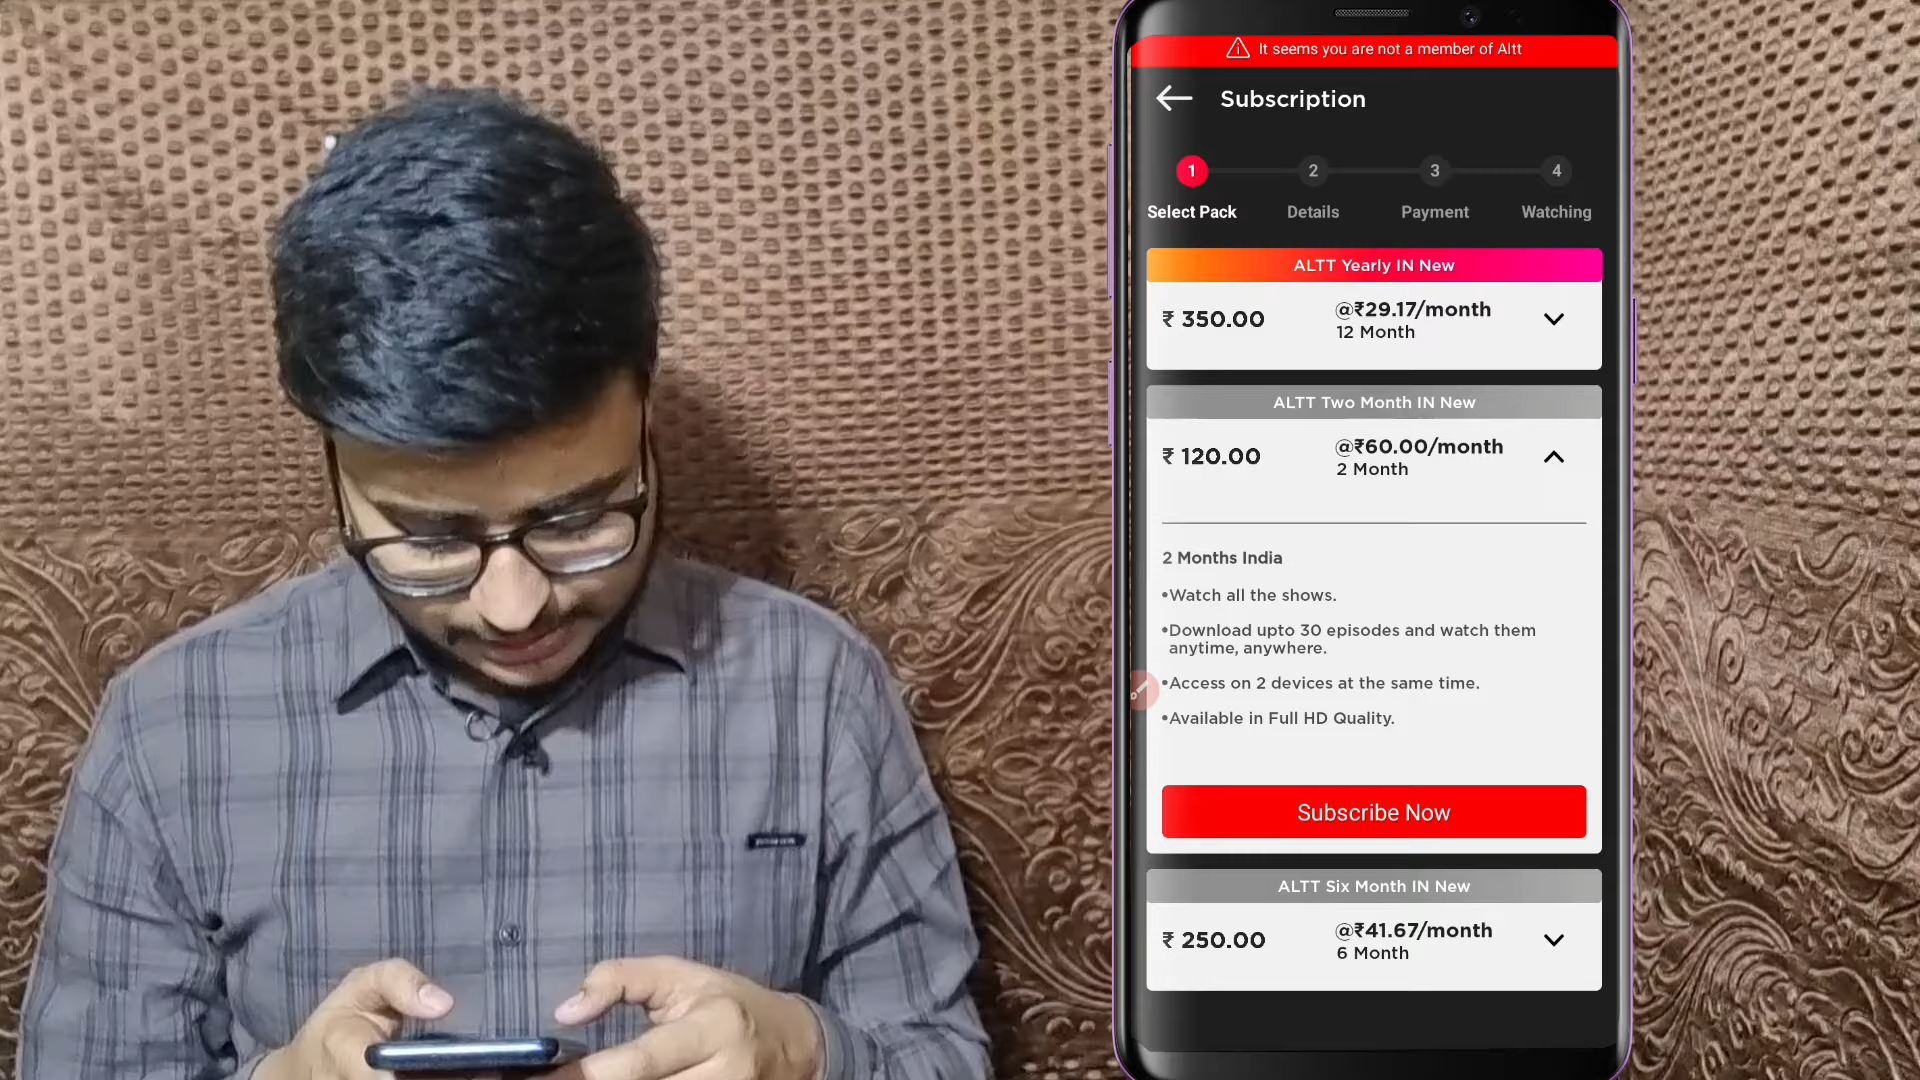 It seems you are not a member of Altt
Subscription
1 2 3 4
Select Pack Details Payment Watching
ALTT Yearly IN New
₹ 350.00 @₹29.17/month
12 Month
ALTT Two Month IN New
₹ 120.00 @₹60.00/month
2 Month
2 Months India
•Watch all the shows.
•Download upto 30 episodes and watch them
anytime, anywhere.
•Access on 2 devices at the same time.
•Available in Full HD Quality.
Subscribe Now
ALTT Six Month IN New
₹ 250.00 @₹41.67/month
6 Month